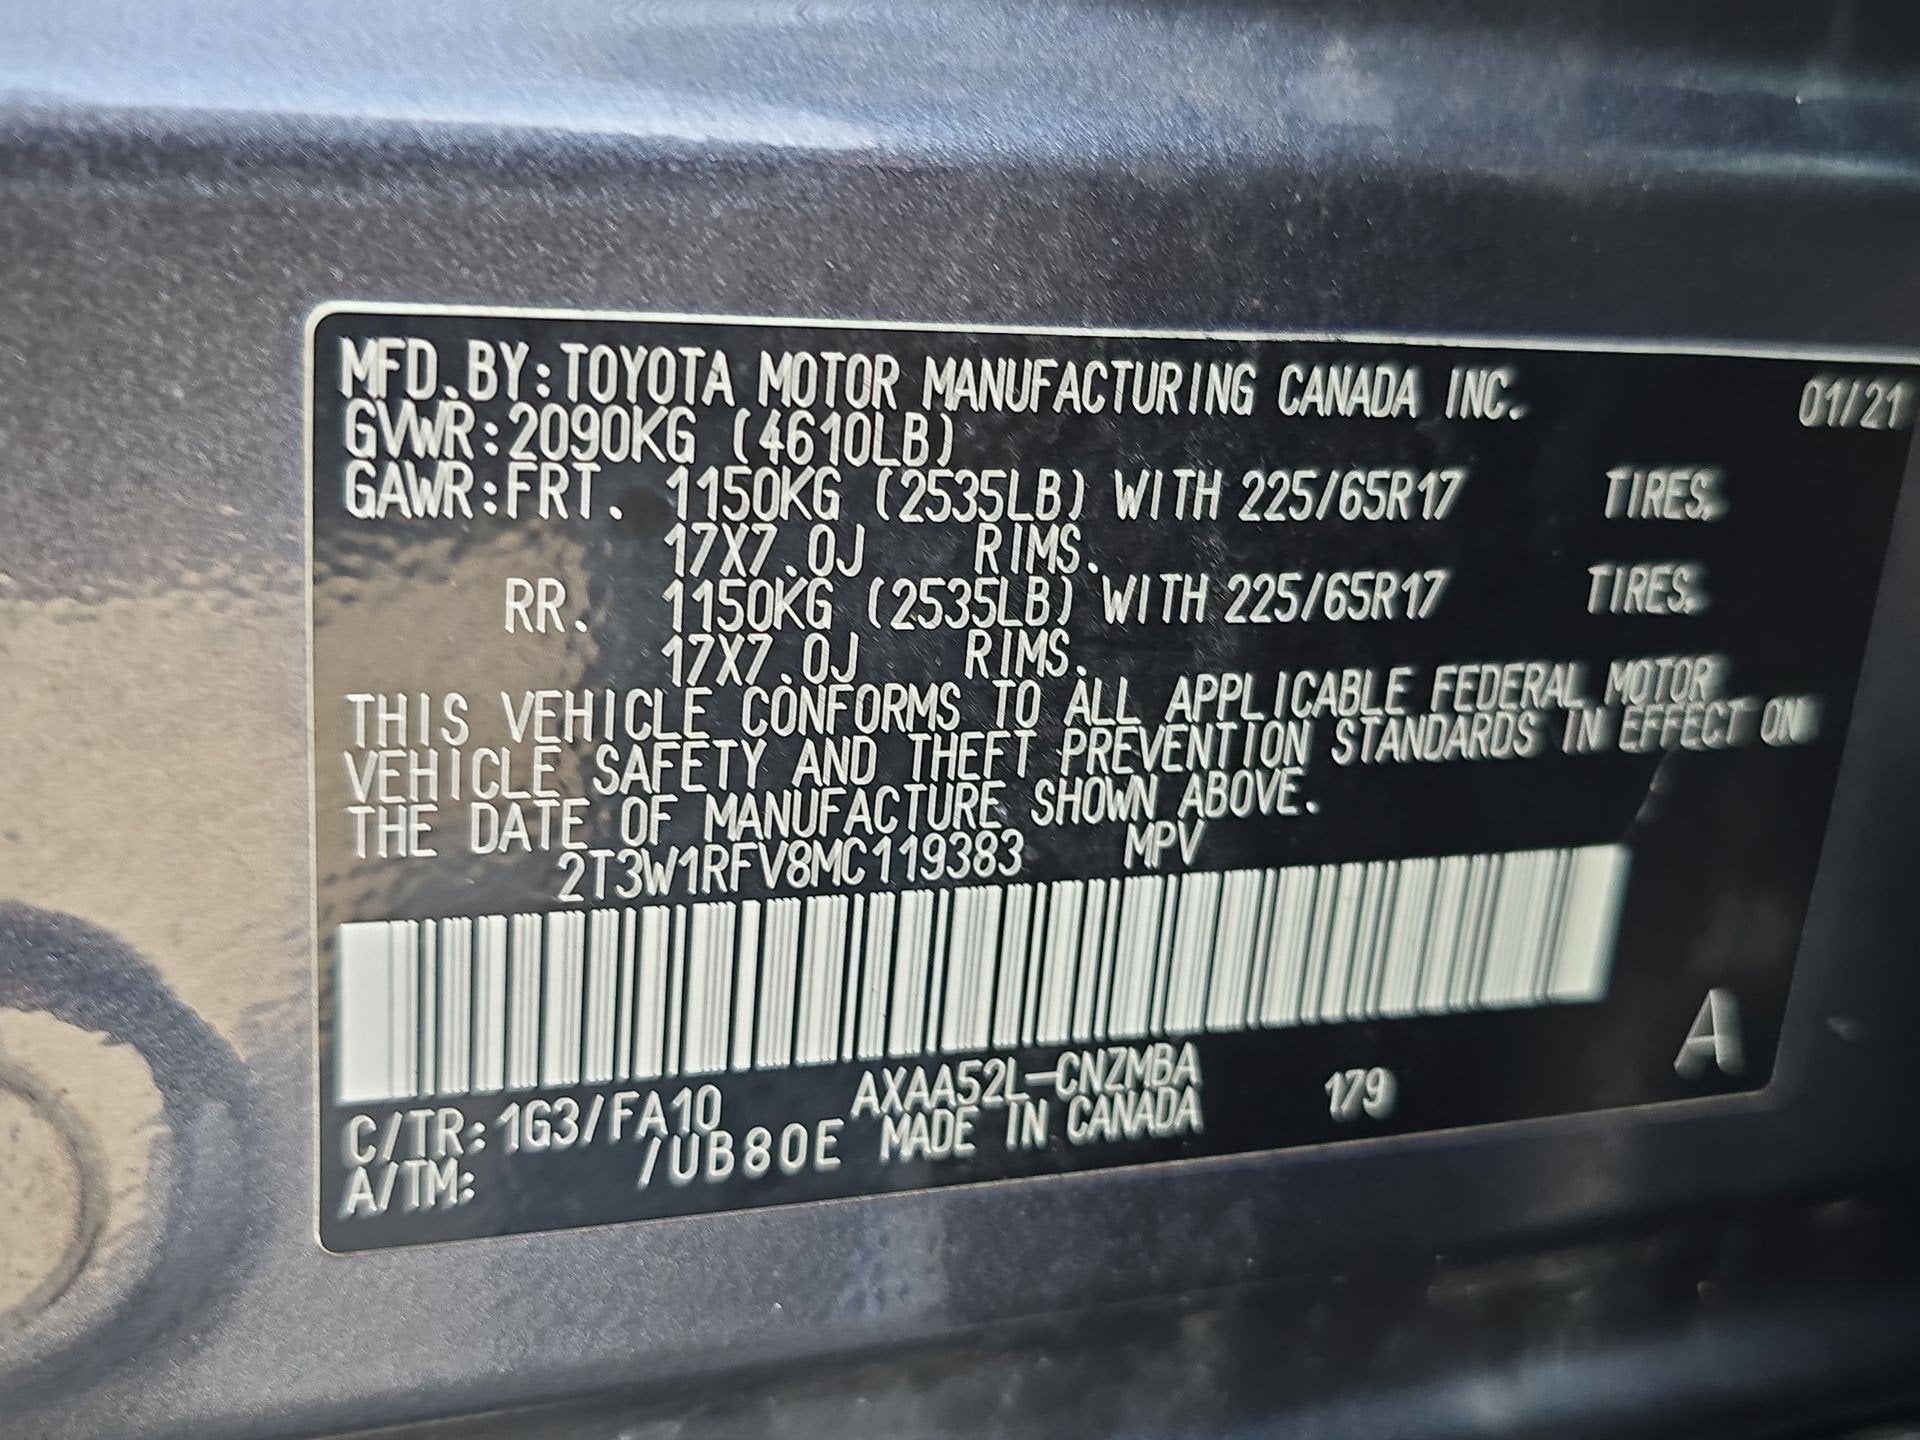 MFD.BY:TOYOTA MOTOR MANUFACTURING CANADA INC. 01/21
GVWR:2090KG (4610LB)
GAWR:FRT. 1150KG (2535LB) WITH 225/65R17 TIRES,
17X7.0J RIMS.
RR. 1150KG (2535LB) WITH 225/65R17 TIRES,
17X7.0J RIMS.
THIS VEHICLE CONFORMS TO ALL APPLICABLE FEDERAL MOTOR
VEHICLE SAFETY AND THEFT PREVENTION STANDARDS IN EFFECT ON
THE DATE OF MANUFACTURE SHOWN ABOVE.
2T3W1RFV8MC119383 MPV
A
C/TR:1G3/FA10 AXAA52L-CNZMBA 179
A/TM: /UB80E MADE IN CANADA